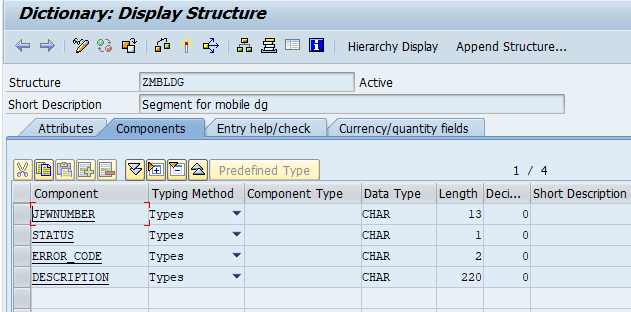 Dictionary: Display Structure
Hierarchy Display Append Structure...
Structure ZMBLDG Active
Short Description Segment for mobile dg
Attributes Components Entry help/check Currency/quantity fields
Predefined Type 1 / 4
Component Typing Method Component Type Data Type Length Deci... Short Description
JPWNUMBER Types CHAR 13 0
STATUS Types CHAR 1 0
ERROR_CODE Types CHAR 2 0
DESCRIPTION Types CHAR 220 0